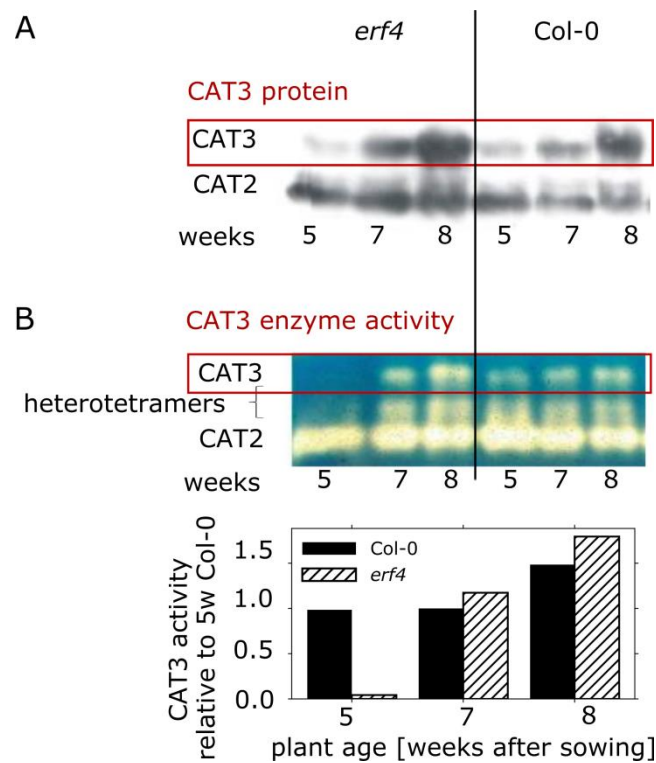 A
erf4 Col-0
CAT3 protein
CAT3
CAT2
weeks 5 7 8 5 7 8
B
CAT3 enzyme activity
CAT3
heterotetramers
CAT2
weeks 5 7 8 5 7 8
CAT3 activity
relative to 5w Col-0
1.5
1.0
0.5
0.0
Col-0
erf4
5 7 8
plant age [weeks after sowing]